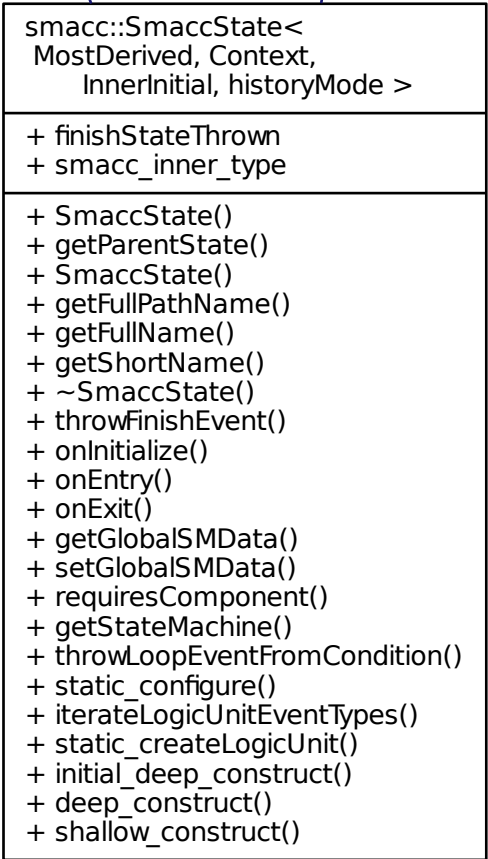 smacc::SmaccState<
MostDerived, Context,
InnerInitial, historyMode >
+ finishStateThrown
+ smacc_inner_type
+ SmaccState()
+ getParentState()
+ SmaccState()
+ getFullPathName()
+ getFullName()
+ getShortName()
+ ~SmaccState()
+ throwFinishEvent()
+ onInitialize()
+ onEntry()
+ onExit()
+ getGlobalSMData()
+ setGlobalSMData()
+ requiresComponent()
+ getStateMachine()
+ throwLoopEventFromCondition()
+ static_configure()
+ iterateLogicUnitEventTypes()
+ static_createLogicUnit()
+ initial_deep_construct()
+ deep_construct()
+ shallow_construct()